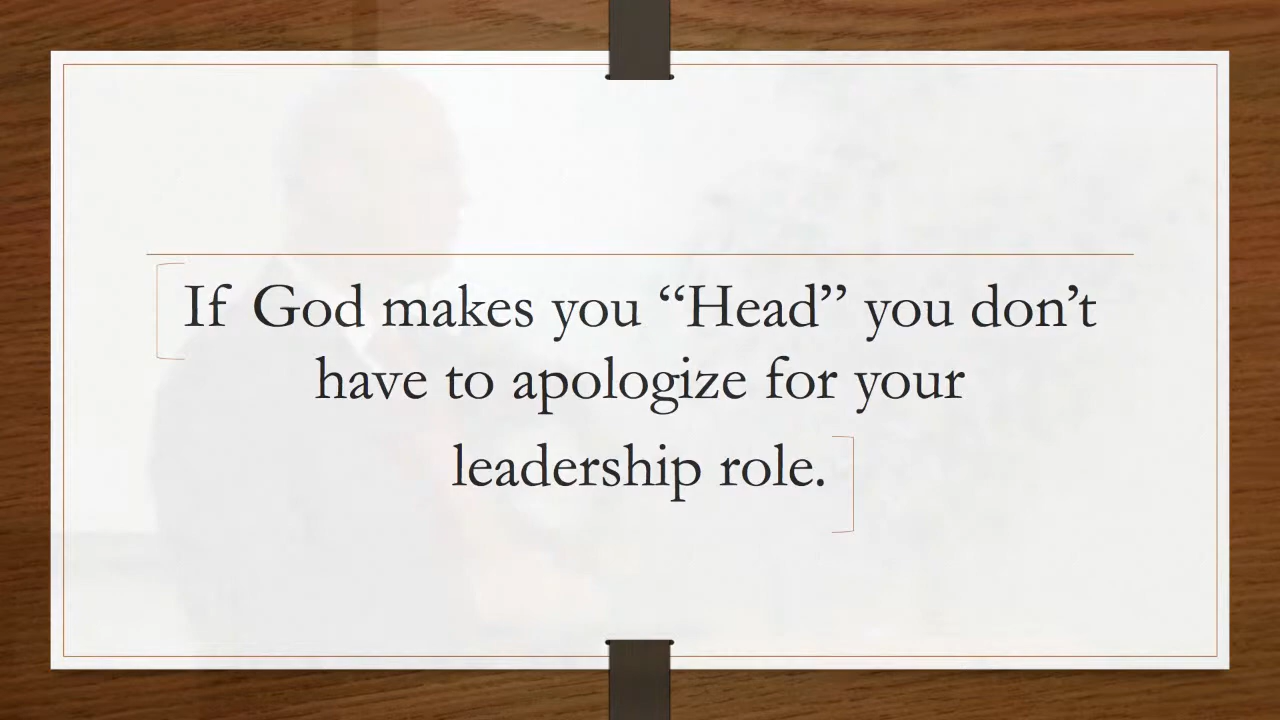 If God makes you “Head” you don’t
have to apologize for your
leadership role.